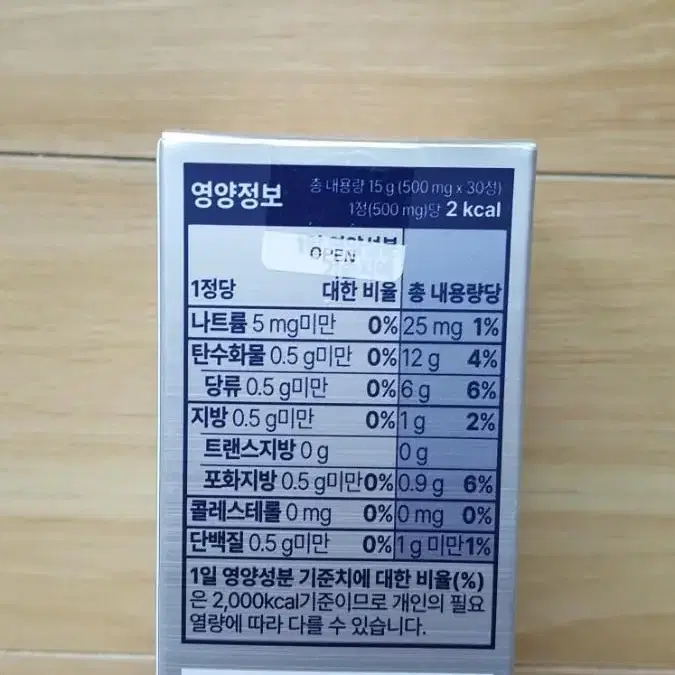 영양정보
총 내용량 15 g (500 mg x 30정)
1정(500 mg)당 2 kcal
OPEN
1정당 대한 비율 총 내용량당
나트륨 5 mg미만 0% 25 mg 1%
탄수화물 0.5 g미만 0% 12 g 4%
당류 0.5 g미만 0% 6 g 6%
지방 0.5 g미만 0% 1 g 2%
트랜스지방 0 g 0 g
포화지방 0.5 g미만 0% 0.9 g 6%
콜레스테롤 0 mg 0% 0 mg 0%
단백질 0.5 g미만 0% 1 g 미만 1%
1일 영양성분 기준치에 대한 비율(%)
은 2,000kcal기준이므로 개인의 필요
열량에 따라 다를 수 있습니다.